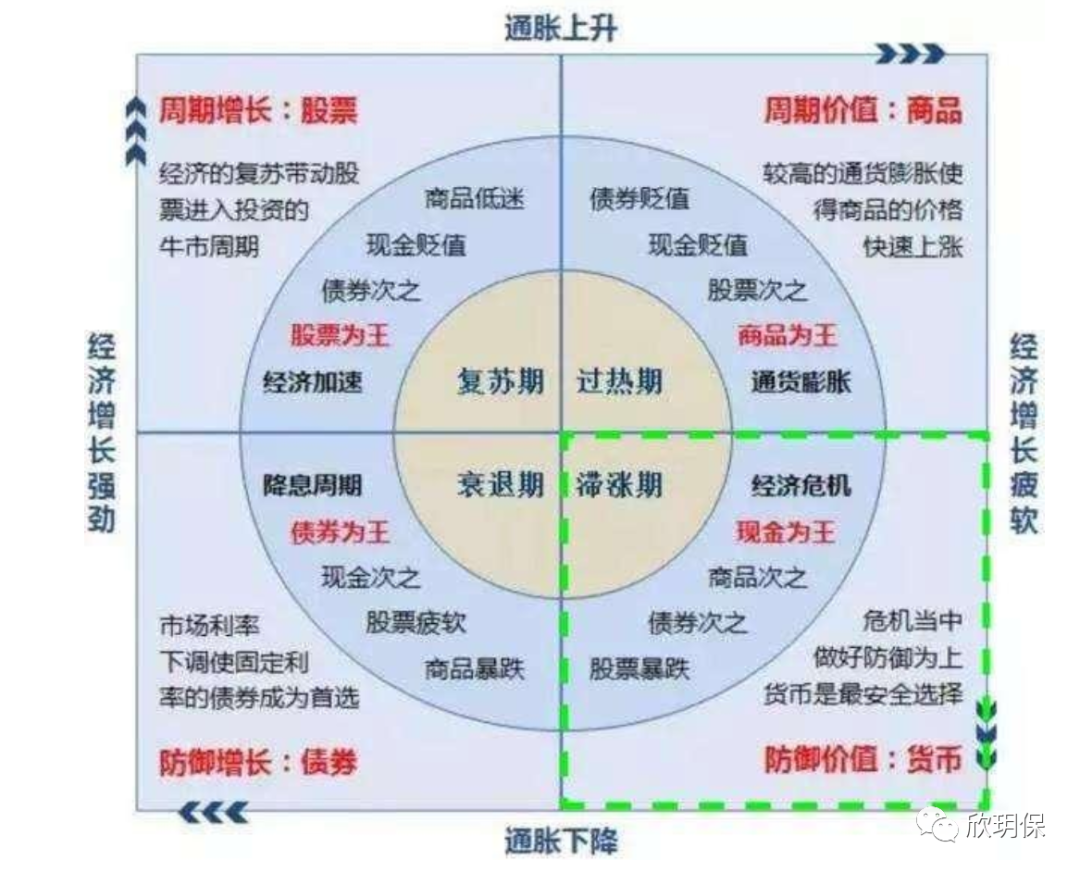 通胀上升
周期增长：股票
经济的复苏带动股
票进入投资的
牛市周期
商品低迷
现金贬值
债券次之
股票为王
经济加速
复苏期
周期价值：商品
较高的通货膨胀使
得商品的价格
快速上涨
债券贬值
现金贬值
股票次之
商品为王
通货膨胀
过热期
经济增长强劲
经济增长疲软
衰退期
降息周期
债券为王
现金次之
股票疲软
商品暴跌
市场利率
下调使固定利
率的债券成为首选
防御增长：债券
滞涨期
经济危机
现金为王
商品次之
债券次之
股票暴跌
危机当中
做好防御为上
货币是最安全选择
防御价值：货币
通胀下降
欣玥保